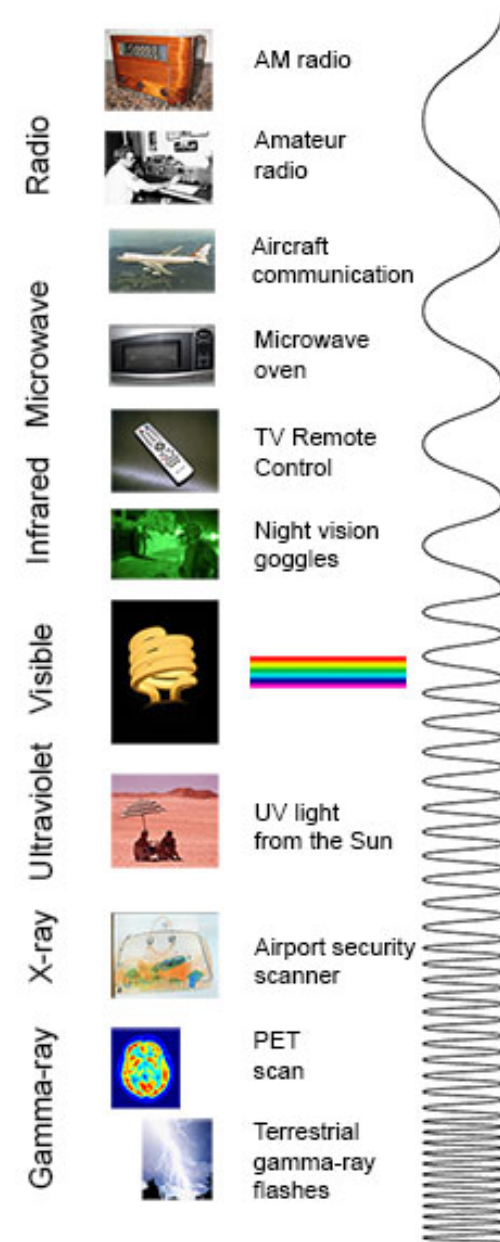 Radio
AM radio
Amateur
radio
Aircraft
communication
Microwave
Microwave
oven
Infrared
TV Remote
Control
Night vision
goggles
Visible
Ultraviolet
UV light
from the Sun
X-ray
Airport security
scanner
Gamma-ray
PET
scan
Terrestrial
gamma-ray
flashes